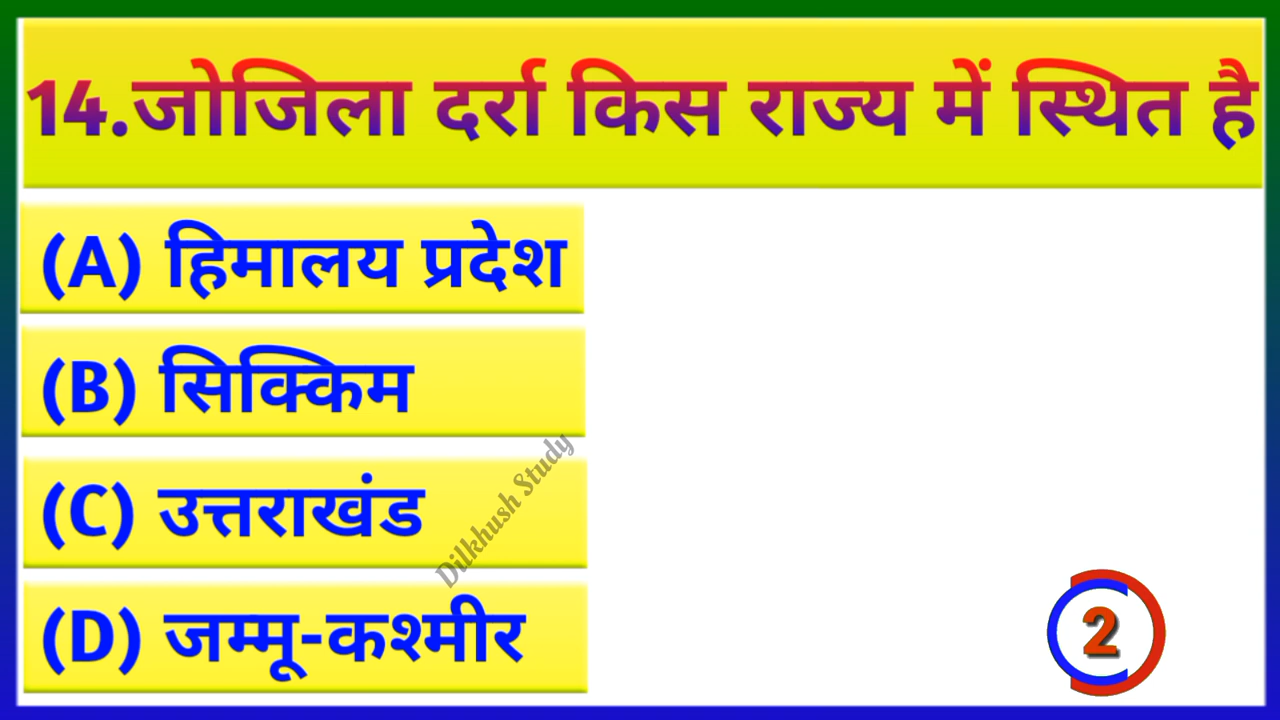 14.जोजिला दर्रा किस राज्य में स्थित है
(A) हिमालय प्रदेश
(B) सिक्किम
(C) उत्तराखंड
(D) जम्मू-कश्मीर
Dilkhush Study
2